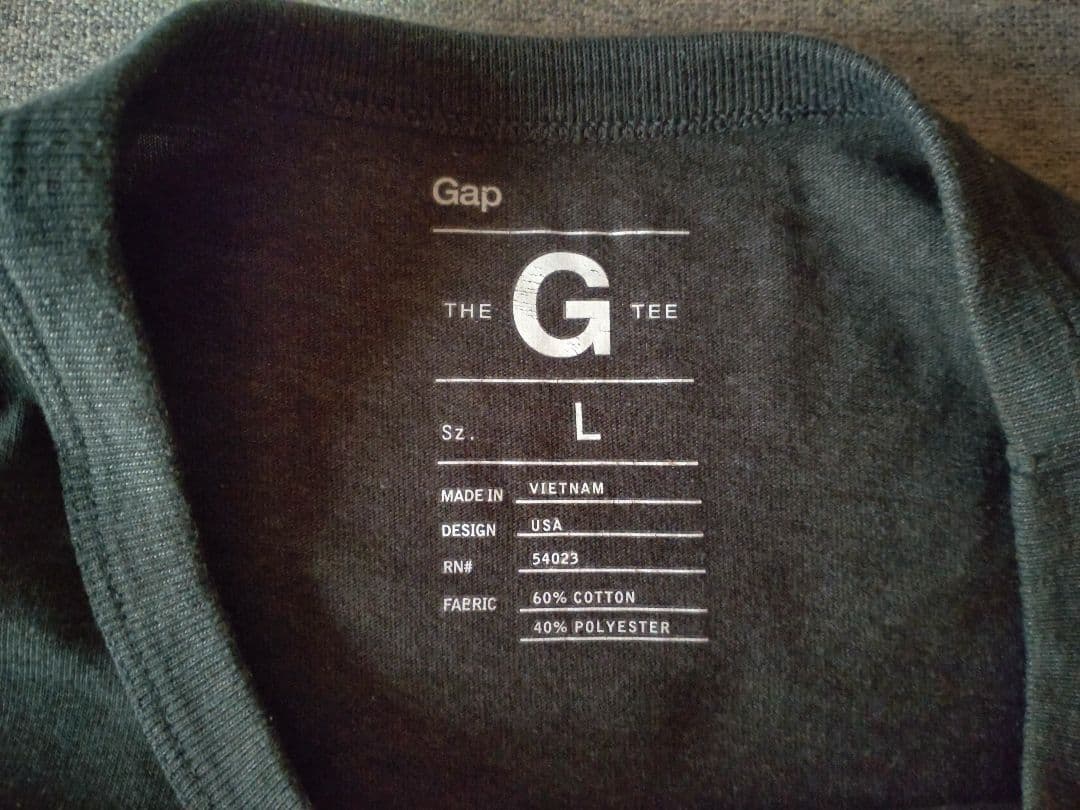 Gap
THE G TEE
Sz. L
MADE IN VIETNAM
DESIGN USA
RN# 54023
FABRIC 60% COTTON
40% POLYESTER